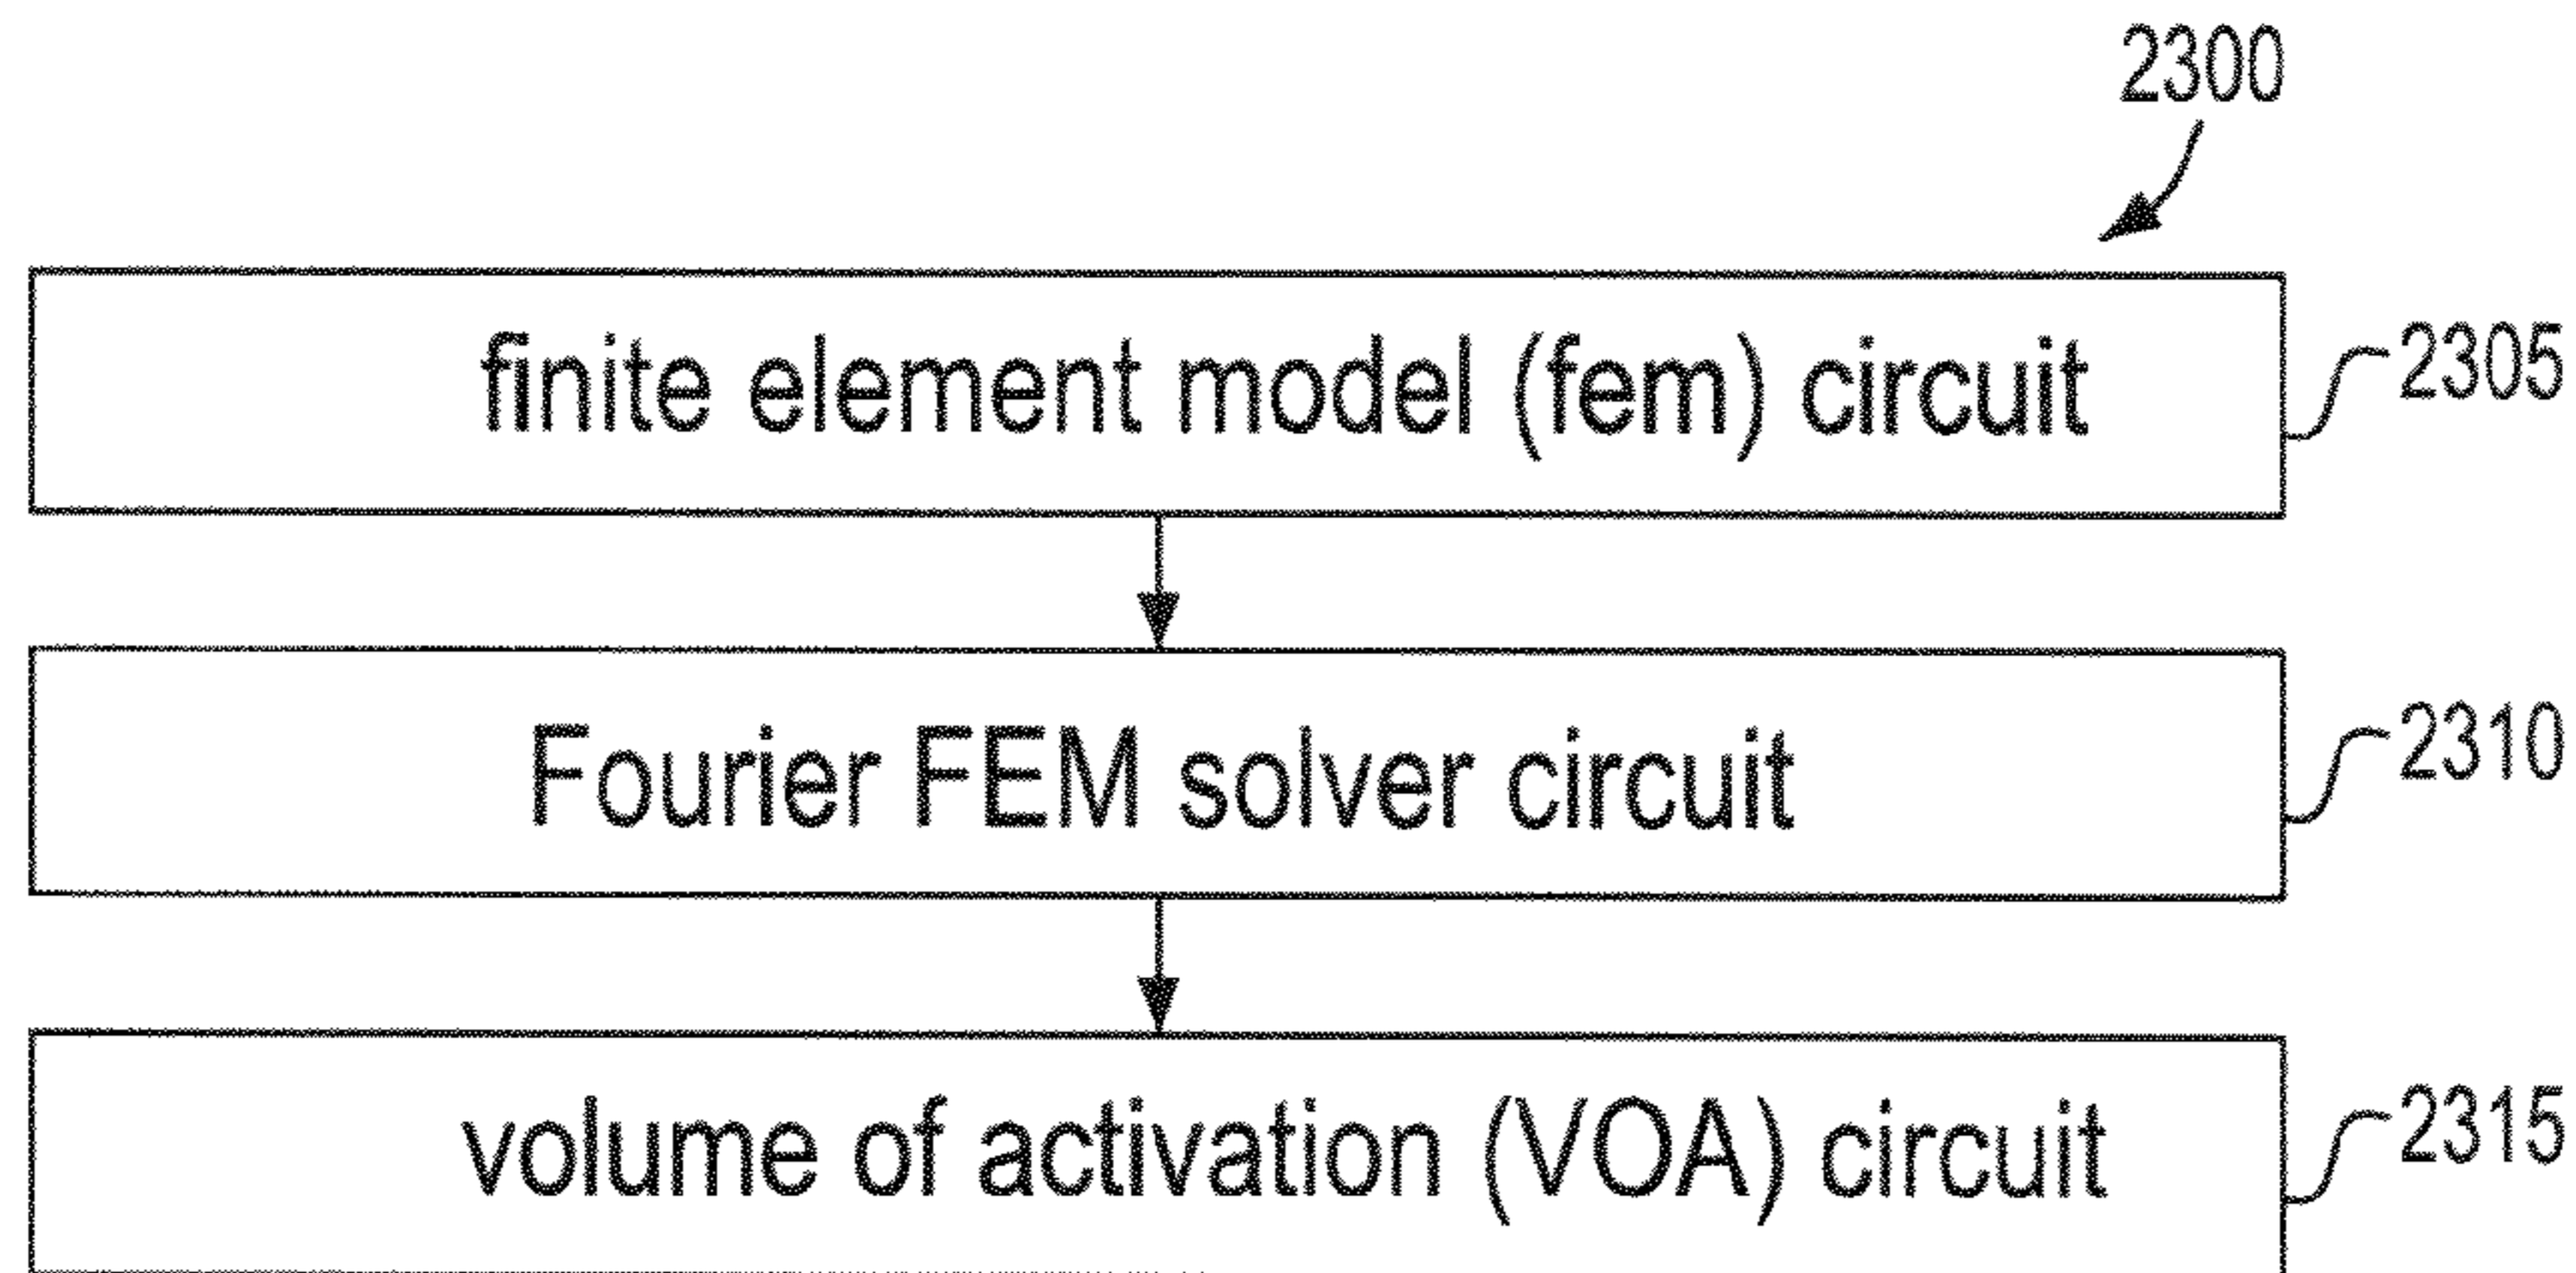 2300
finite element model (fem) circuit
2305
Fourier FEM solver circuit
2310
volume of activation (VOA) circuit
2315